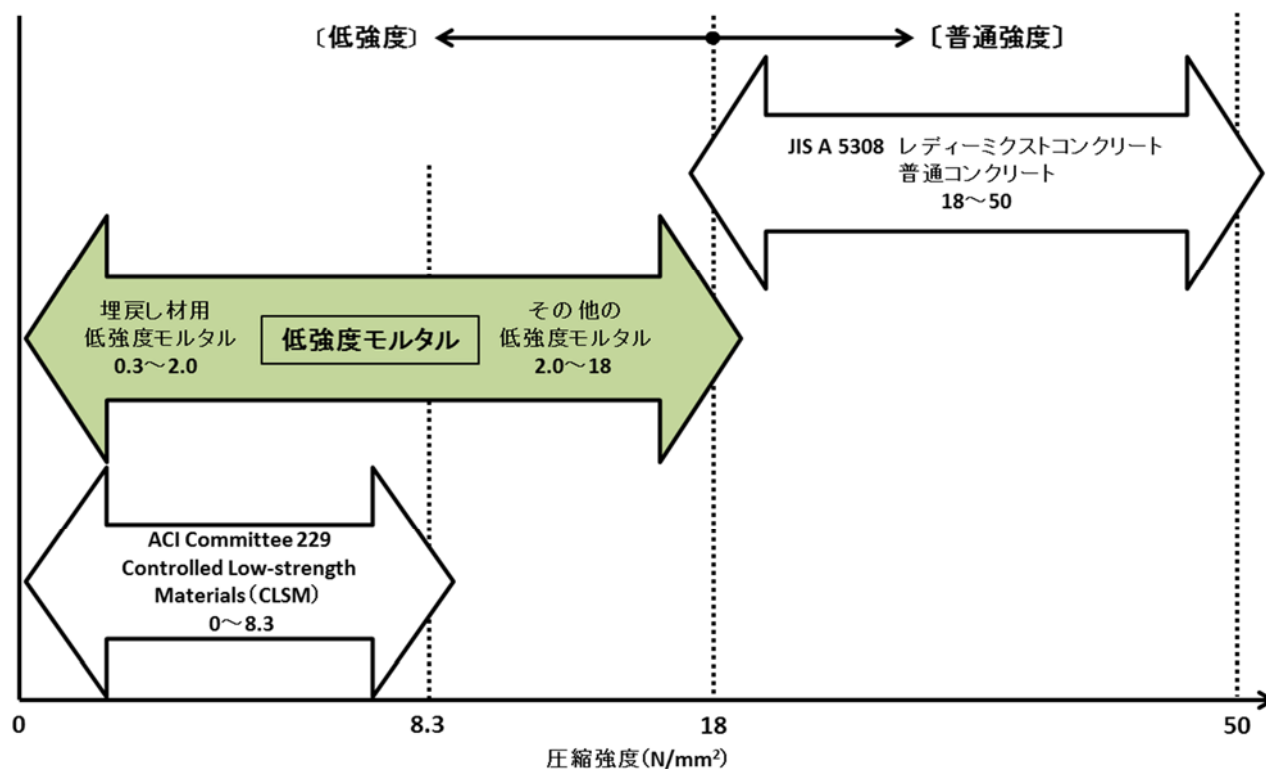 〔低強度〕
〔普通強度〕
JIS A 5308 レディーミクストコンクリート
普通コンクリート
18～50
埋戻し材用
低強度モルタル
0.3～2.0
低強度モルタル
その他の
低強度モルタル
2.0～18
ACI Committee 229
Controlled Low-strength
Materials（CLSM）
0～8.3
0
8.3
18
50
圧縮強度(N/mm²)